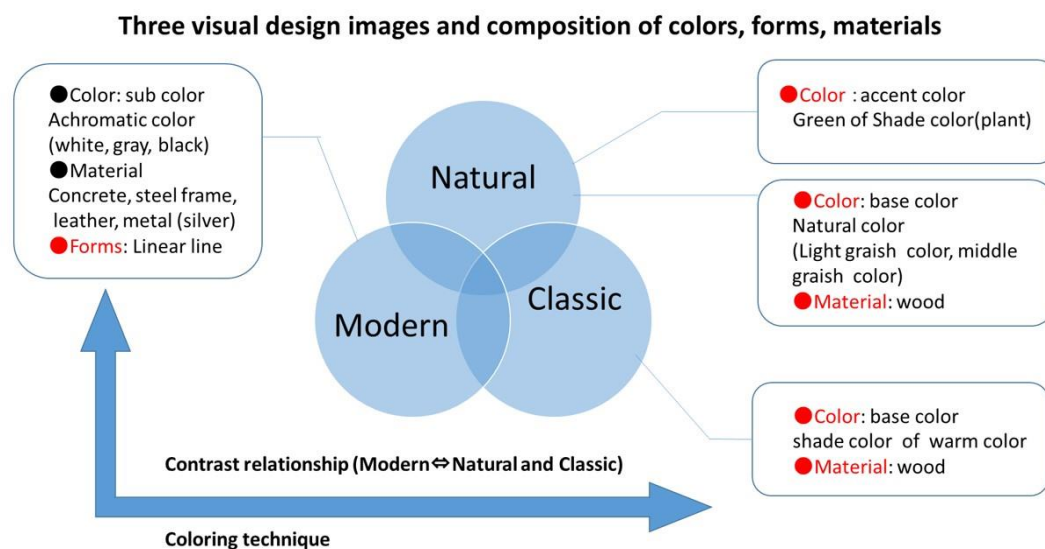 Three visual design images and composition of colors, forms, materials
●Color: sub color
Achromatic color
(white, gray, black)
●Material
Concrete, steel frame,
leather, metal (silver)
●Forms: Linear line
Natural
Modern
Classic
●Color : accent color
Green of Shade color(plant)
●Color: base color
Natural color
(Light graish color, middle
graish color)
●Material: wood
●Color: base color
shade color of warm color
●Material: wood
Contrast relationship (Modern⇔Natural and Classic)
Coloring technique